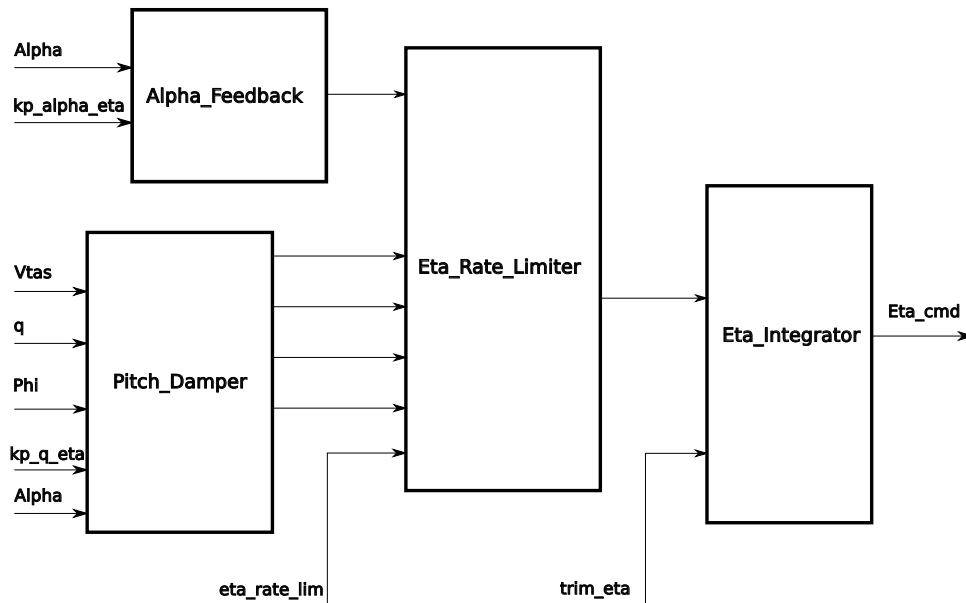 Alpha
kp_alpha_eta
Alpha_Feedback
Vtas
q
Phi
kp_q_eta
Alpha
Pitch_Damper
Eta_Rate_Limiter
eta_rate_lim
Eta_Integrator
trim_eta
Eta_cmd